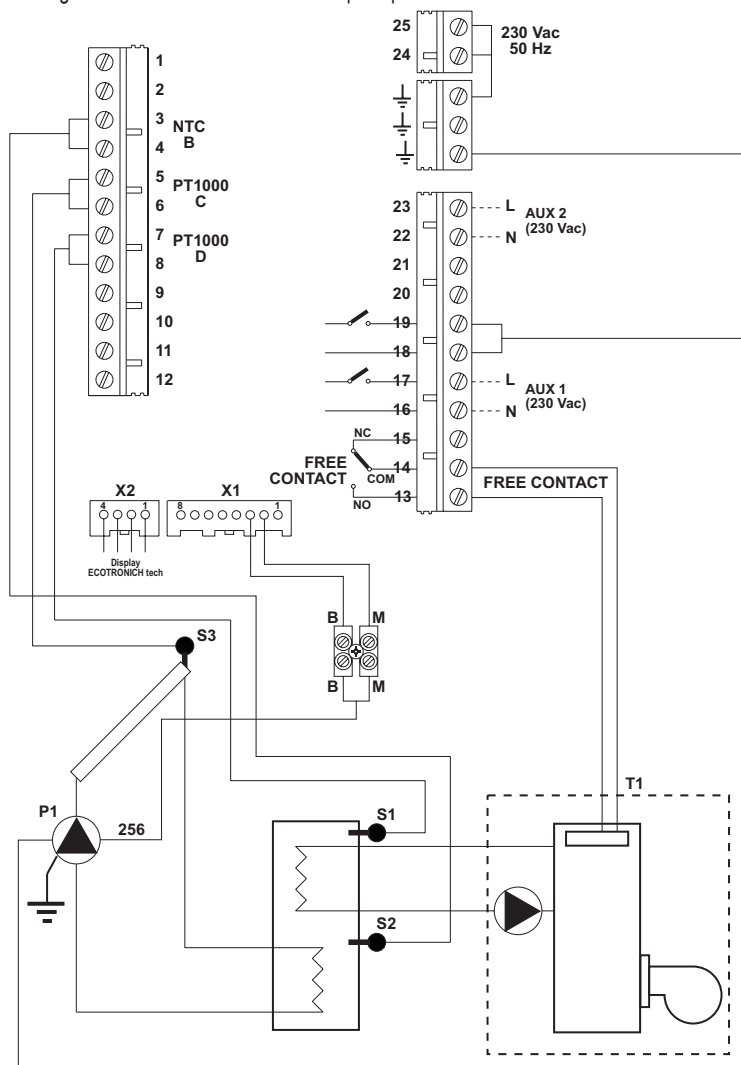 25
24
230 Vac
50 Hz
1
2
3
4
5
6
7
8
9
10
11
12
NTC
B
PT1000
C
PT1000
D
23
22
21
20
19
18
17
16
15
14
13
L
N
AUX 2
(230 Vac)
L
N
AUX 1
(230 Vac)
NC
COM
NO
FREE
CONTACT
FREE CONTACT
X2
4
1
Display
ECOTRONICH tech
X1
8
1
B
M
B
M
S3
P1
256
S1
S2
T1